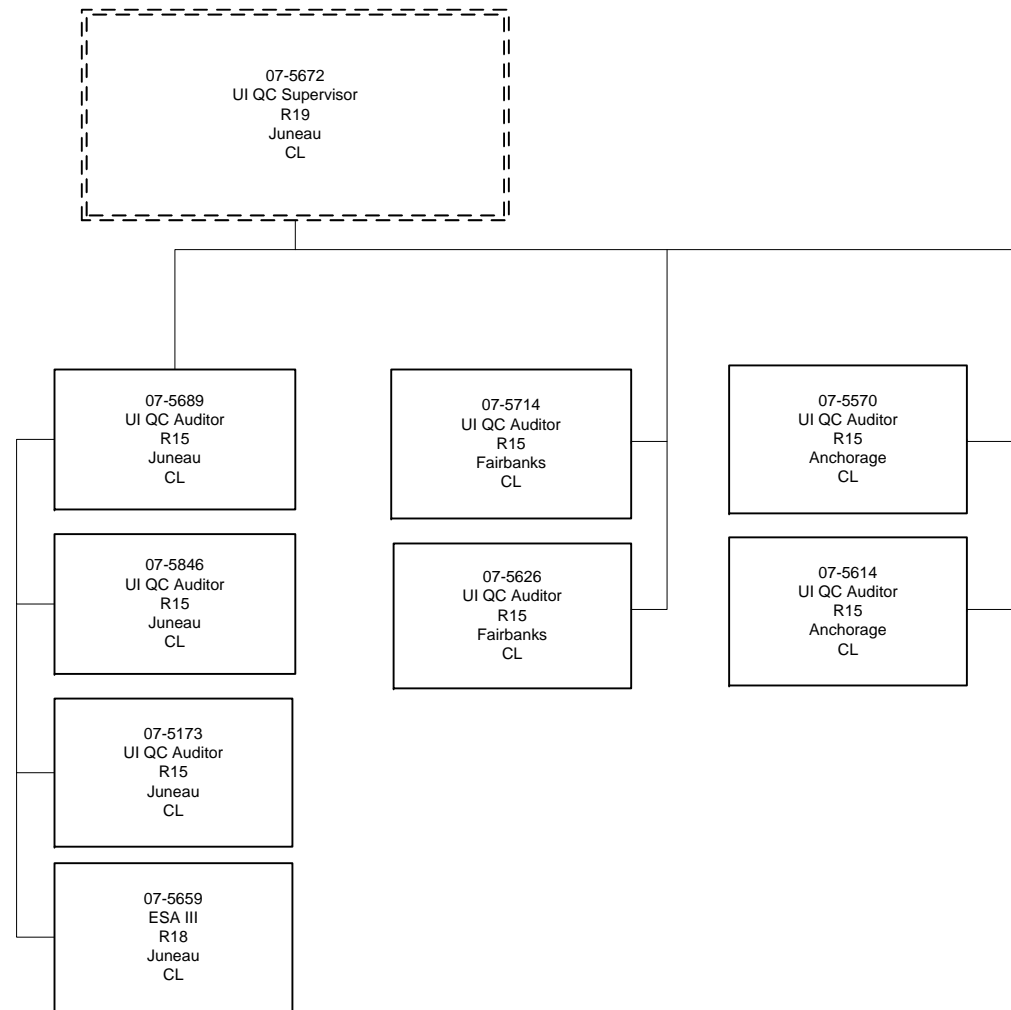 07-5672
UI QC Supervisor
R19
Juneau
CL
07-5689
UI QC Auditor
R15
Juneau
CL
07-5714
UI QC Auditor
R15
Fairbanks
CL
07-5570
UI QC Auditor
R15
Anchorage
CL
07-5846
UI QC Auditor
R15
Juneau
CL
07-5626
UI QC Auditor
R15
Fairbanks
CL
07-5614
UI QC Auditor
R15
Anchorage
CL
07-5173
UI QC Auditor
R15
Juneau
CL
07-5659
ESA III
R18
Juneau
CL